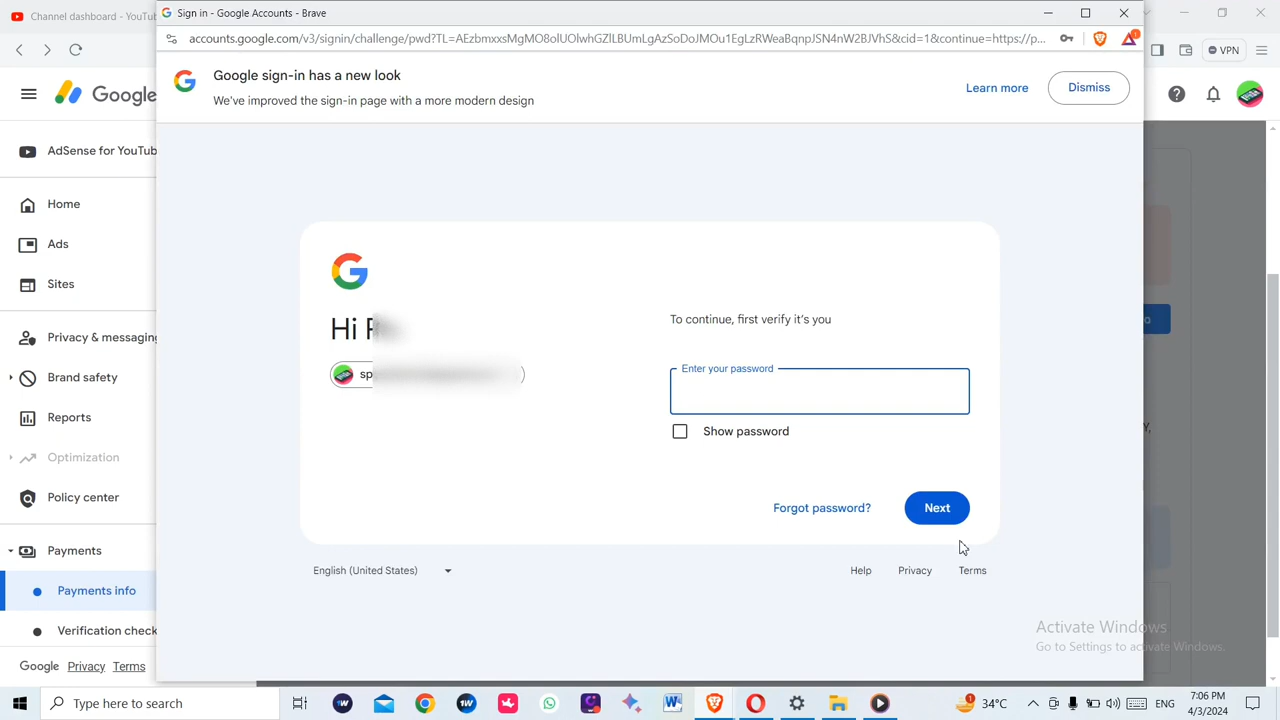 Channel dashboard - YouTu
Sign in - Google Accounts - Brave
accounts.google.com/v3/signin/challenge/pwd?TL=AEzbmxxsMgMO8olUOlwhGZlLBUmLgAzSoDoJMOu1EgLzRWeaBqnpJSN4nW2BVhS&cid=1&continue=https://p...
VPN
Google sign-in has a new look
We've improved the sign-in page with a more modern design
Learn more
Dismiss
Google
AdSense for YouTub
Home
Ads
Sites
Privacy & messaging
Brand safety
Reports
Optimization
Policy center
Payments
Payments info
Verification check
Google Privacy Terms
Hi
sp
To continue, first verify it's you
Enter your password
Show password
Forgot password?
Next
English (United States)
Help
Privacy
Terms
Activate Windows
Go to Settings to activate Windows.
Type here to search
34°C
ENG
7:06 PM
4/3/2024